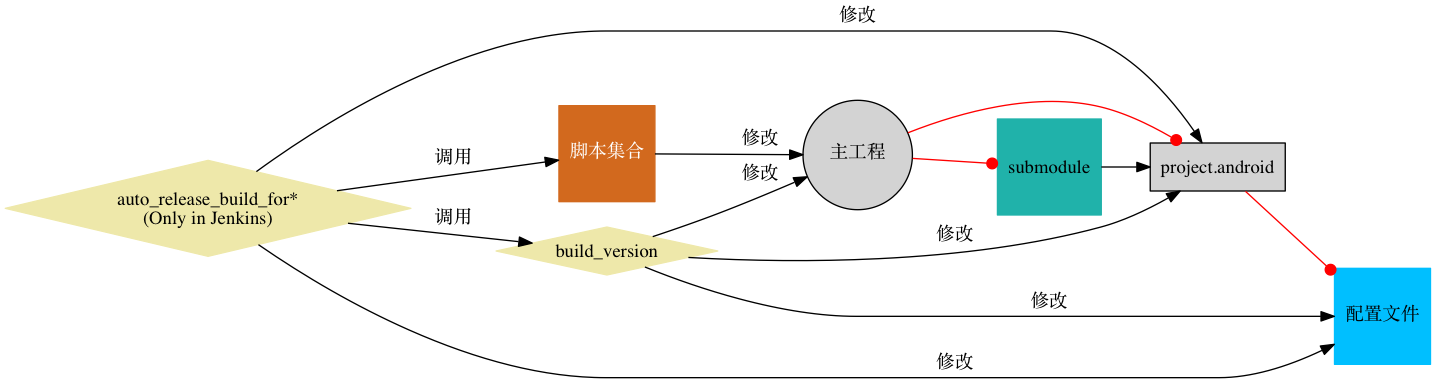 修改
脚本集合
修改
主工程
调用
submodule
project.android
修改
auto_release_build_for*
(Only in Jenkins)
调用
build_version
修改
修改
配置文件
修改